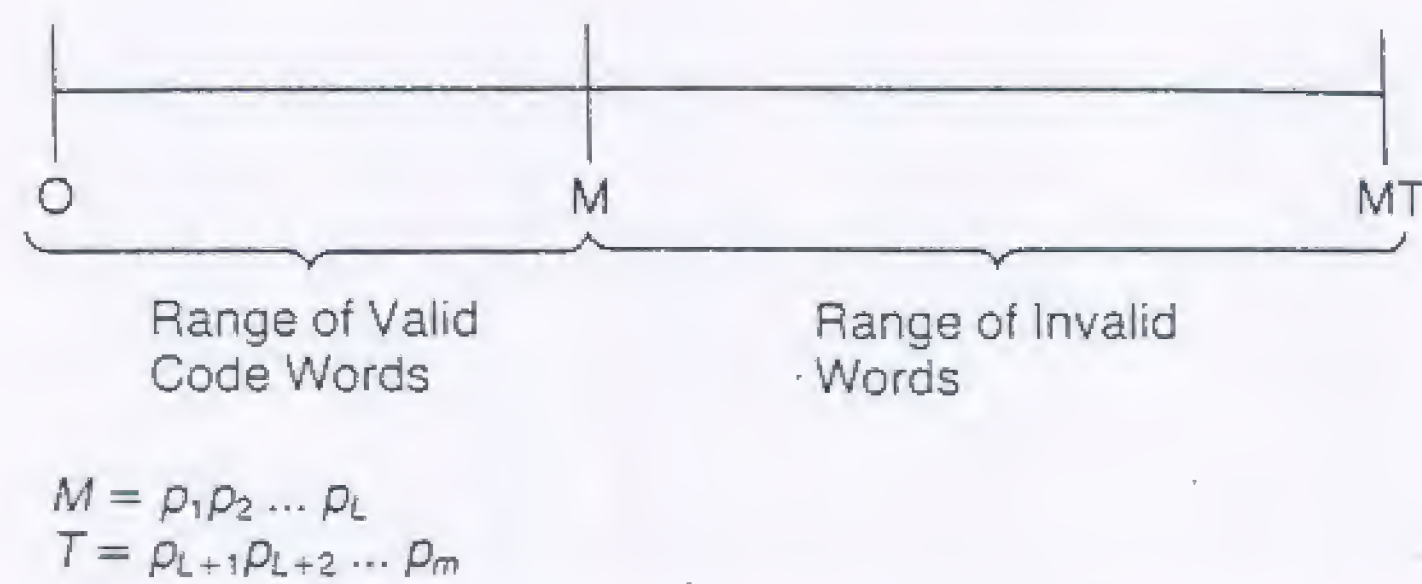 O M MT
Range of Valid Range of Invalid
Code Words Words
M = p₁p₂ ... p_L
T = p_{L+1}p_{L+2} ... p_m